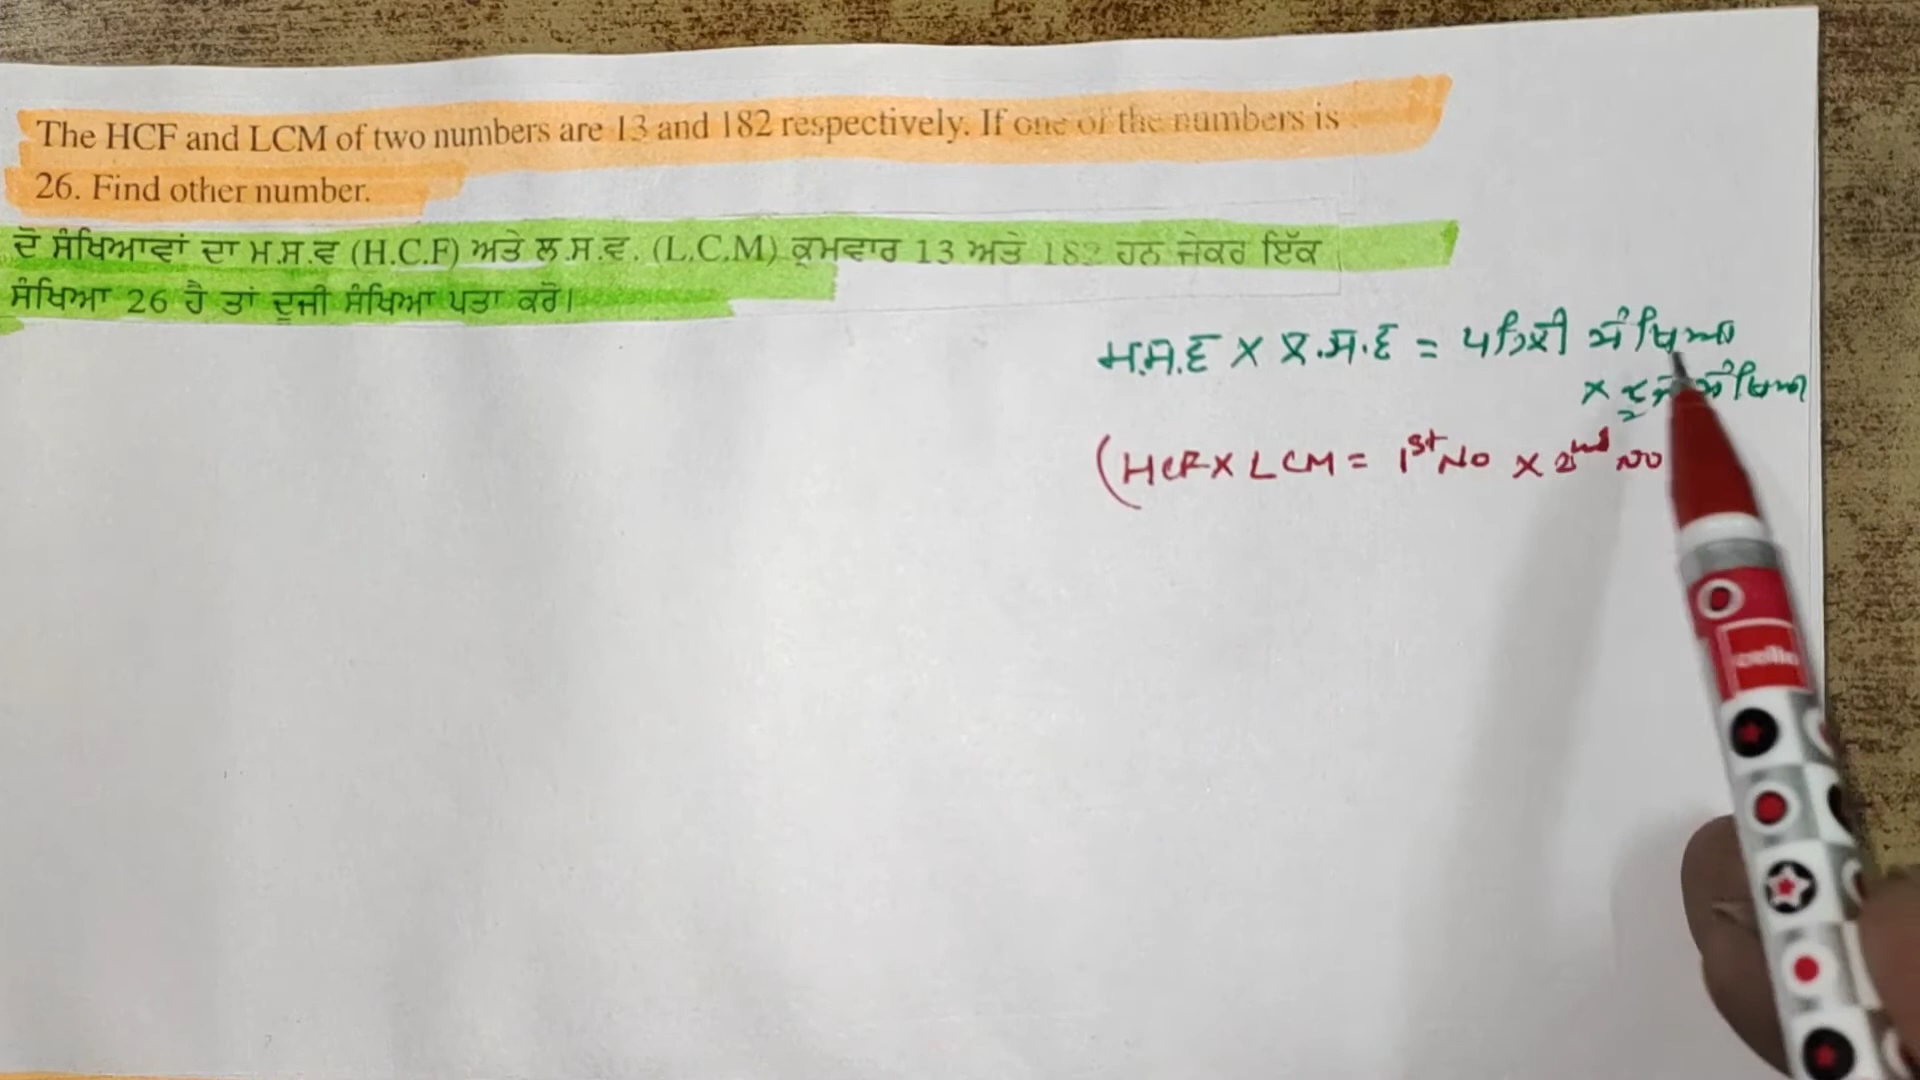 The HCF and LCM of two numbers are 13 and 182 respectively. If one of the numbers is
26. Find other number.
ਦੋ ਸੰਖਿਆਵਾਂ ਦਾ ਮ.ਸ.ਵ (H.C.F) ਅਤੇ ਲ.ਸ.ਵ. (L.C.M) ਕ੍ਰਮਵਾਰ 13 ਅਤੇ 182 ਹਨ ਜੇਕਰ ਇੱਕ
ਸੰਖਿਆ 26 ਹੈ ਤਾਂ ਦੂਜੀ ਸੰਖਿਆ ਪਤਾ ਕਰੋ।
ਮ.ਸ.ਵ × ਲ.ਸ.ਵ = ਪਹਿਲੀ ਸੰਖਿਆ
× ਸੰਖਿਆ
(HCF × LCM = 1st No × 2nd No
cello